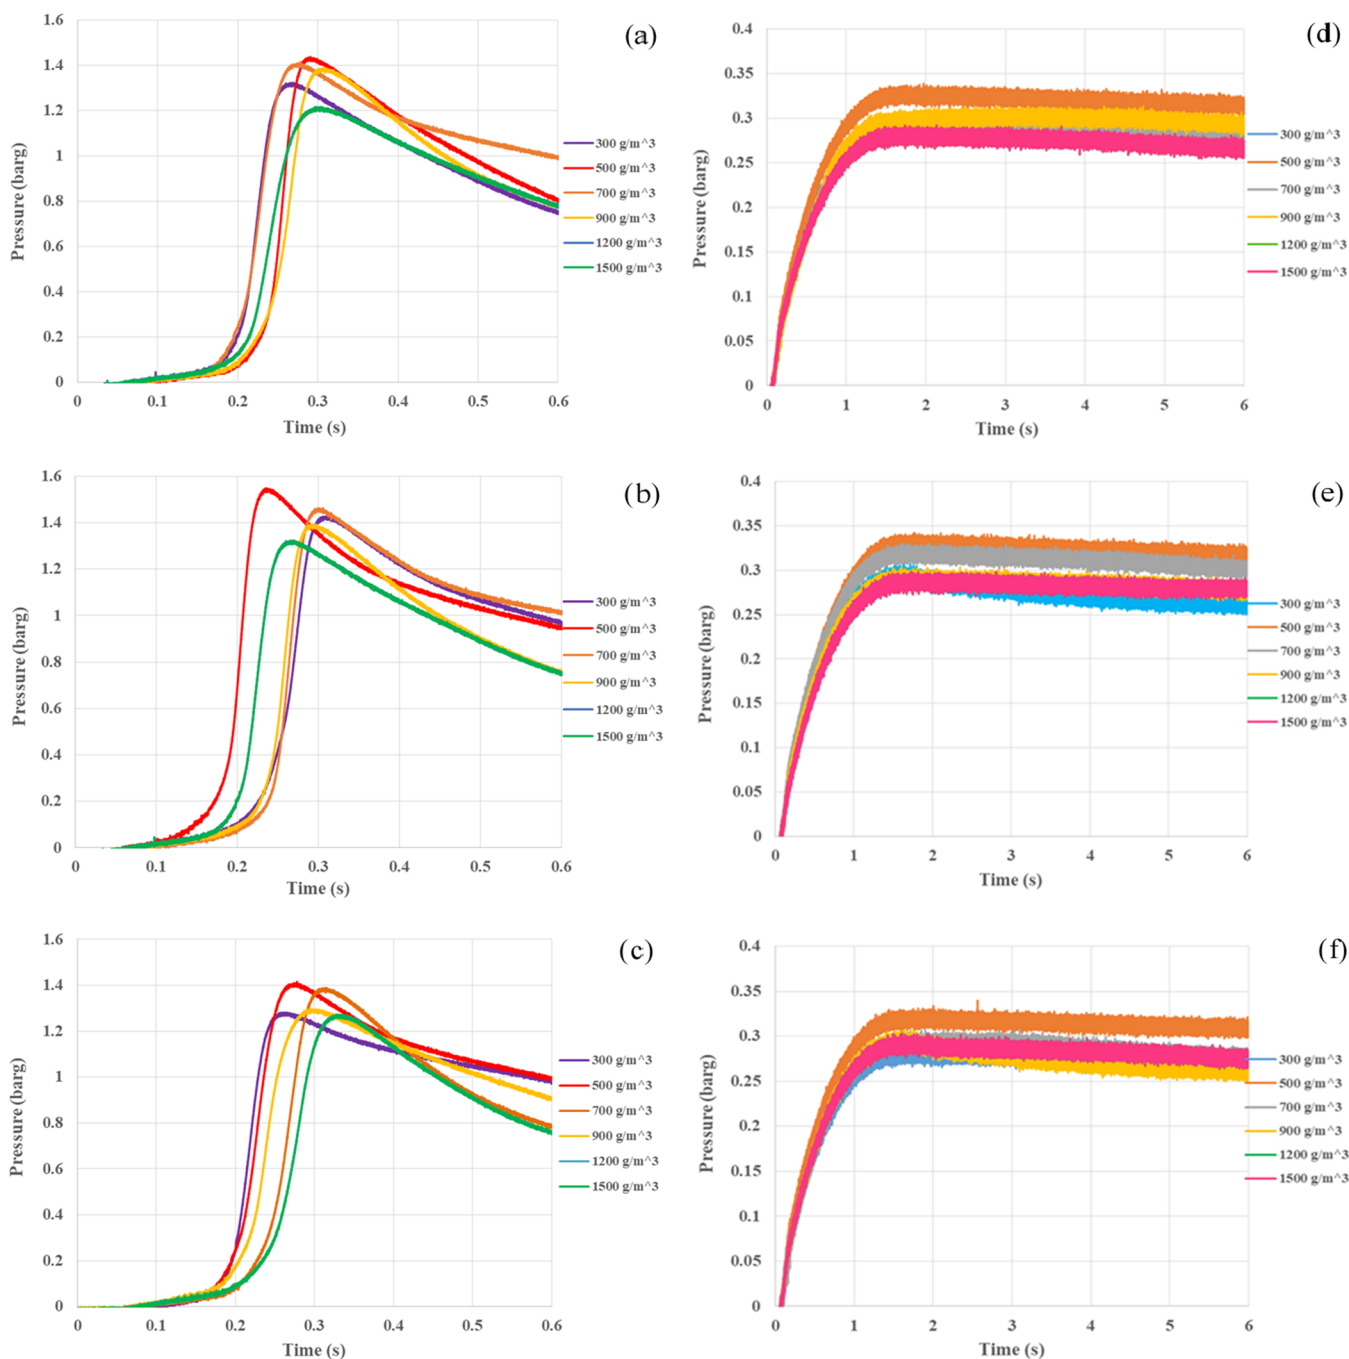 (a)
Pressure (barg)
1.6
1.4
1.2
1
0.8
0.6
0.4
0.2
0
0 0.1 0.2 0.3 0.4 0.5 0.6
Time (s)
300 g/m^3
500 g/m^3
700 g/m^3
900 g/m^3
1200 g/m^3
1500 g/m^3
(d)
Pressure (barg)
0.4
0.35
0.3
0.25
0.2
0.15
0.1
0.05
0
0 1 2 3 4 5 6
Time (s)
300 g/m^3
500 g/m^3
700 g/m^3
900 g/m^3
1200 g/m^3
1500 g/m^3
(b)
Pressure (barg)
1.6
1.4
1.2
1
0.8
0.6
0.4
0.2
0
0 0.1 0.2 0.3 0.4 0.5 0.6
Time (s)
300 g/m^3
500 g/m^3
700 g/m^3
900 g/m^3
1200 g/m^3
1500 g/m^3
(e)
Pressure (barg)
0.4
0.35
0.3
0.25
0.2
0.15
0.1
0.05
0
0 1 2 3 4 5 6
Time (s)
300 g/m^3
500 g/m^3
700 g/m^3
900 g/m^3
1200 g/m^3
1500 g/m^3
(c)
Pressure (barg)
1.6
1.4
1.2
1
0.8
0.6
0.4
0.2
0
0 0.1 0.2 0.3 0.4 0.5 0.6
Time (s)
300 g/m^3
500 g/m^3
700 g/m^3
900 g/m^3
1200 g/m^3
1500 g/m^3
(f)
Pressure (barg)
0.4
0.35
0.3
0.25
0.2
0.15
0.1
0.05
0
0 1 2 3 4 5 6
Time (s)
300 g/m^3
500 g/m^3
700 g/m^3
900 g/m^3
1200 g/m^3
1500 g/m^3